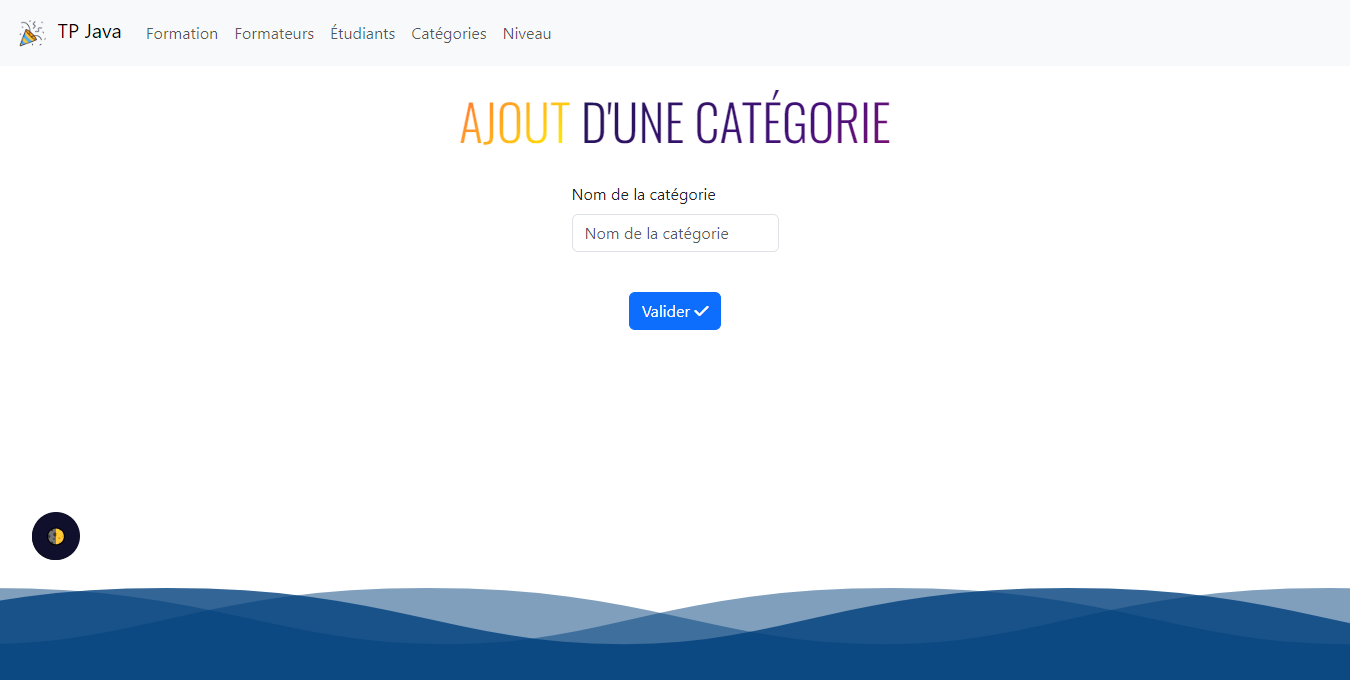 TP Java
Formation Formateurs Étudiants Catégories Niveau
AJOUT D'UNE CATÉGORIE
Nom de la catégorie
Nom de la catégorie
Valider